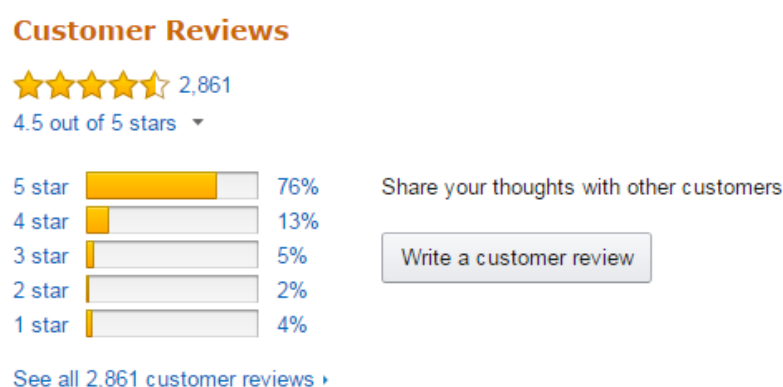 Customer Reviews
2,861
4.5 out of 5 stars
5 star 76%
Share your thoughts with other customers
4 star 13%
3 star 5%
Write a customer review
2 star 2%
1 star 4%
See all 2,861 customer reviews ›